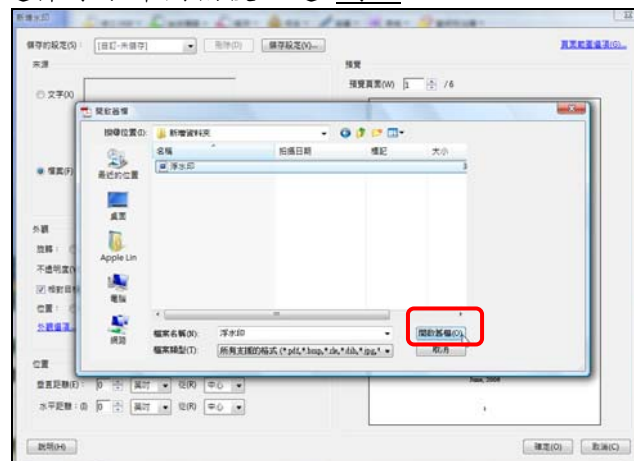 新增浮水印
儲存的設定(S)： [自訂-未儲存] 刪除(D) 儲存設定(V)... 頁面範圍選項(G)...
來源
預覽
預覽頁面(W) 1 / 6
文字(X)
開啟舊檔
搜尋位置(I): 新增資料夾
名稱 拍攝日期 標記 大小
浮水印
最近的位置
檔案(F)
桌面
外觀
旋轉：
Apple Lin
不透明度(
電腦
位置：
外觀選項
網路
檔案名稱(N): 浮水印 開啟舊檔(O)
檔案類型(T): 所有支援的格式 (*.pdf,*.bmp,*.rle,*.dib,*.jpg,* 取消
位置
垂直距離(E)： 0 英吋 從(R) 中心
June, 2008
水平距離：(I) 0 英吋 從(R) 中心
說明(H) 確定(O) 取消(C)